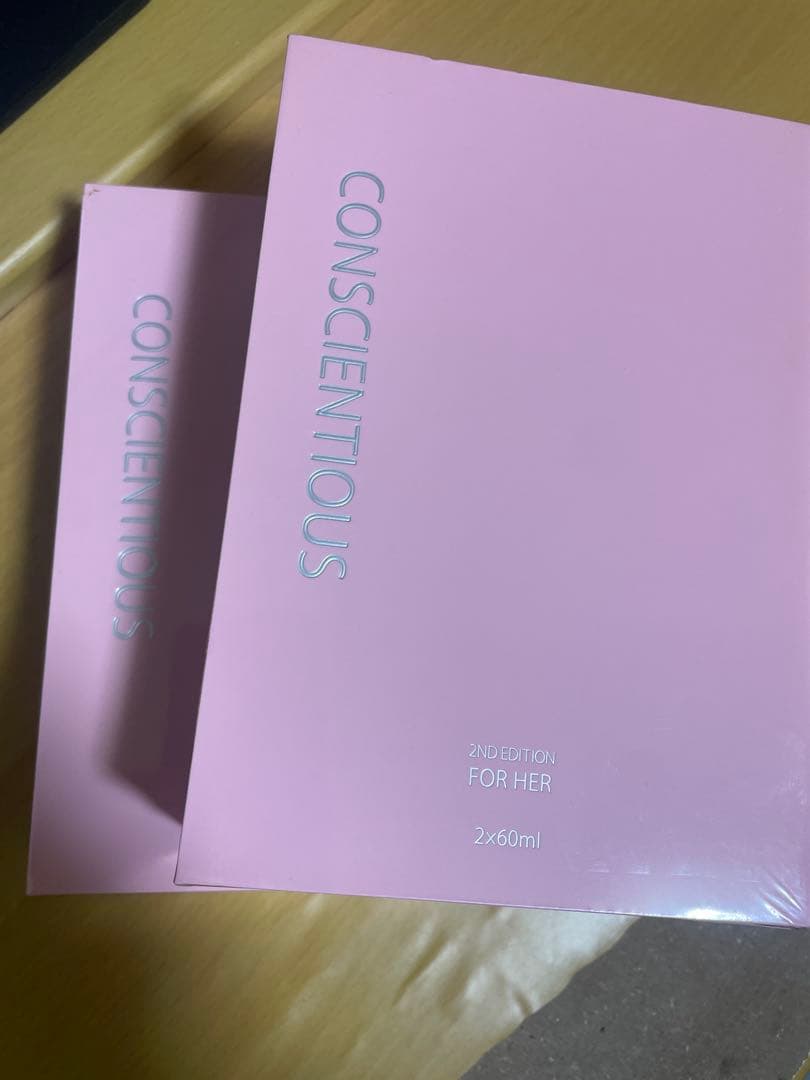 CONSCIENTIOUS
CONSCIENTIOUS
2ND EDITION
FOR HER
2x60ml